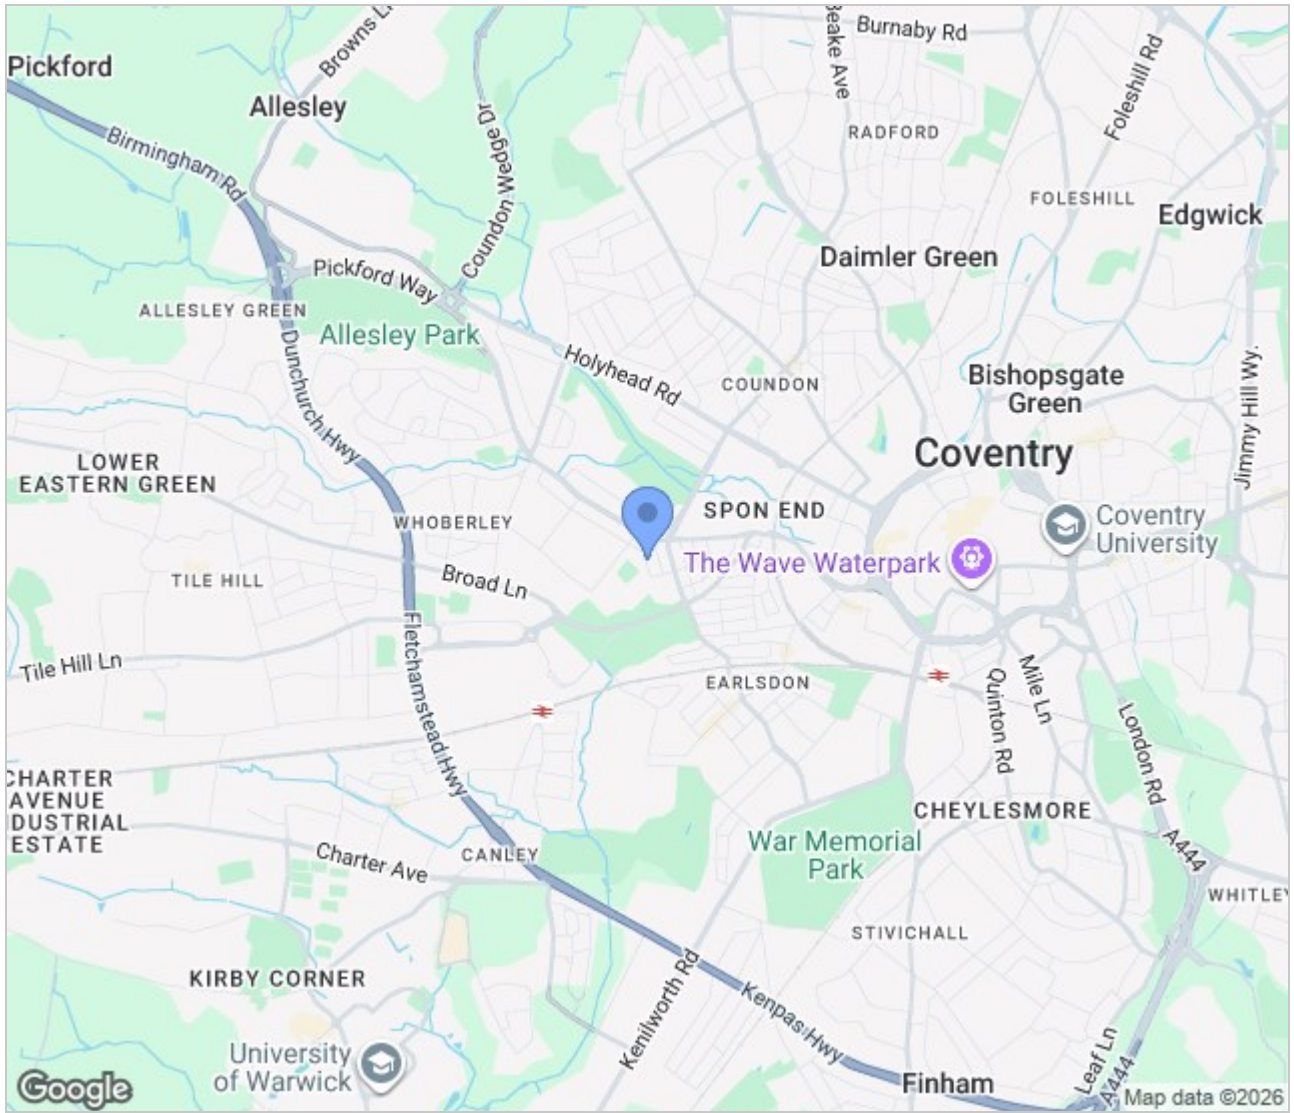 Burnaby Rd
Beake Ave
Foleshill Rd
Browns Ln
Pickford
Allesley
Coundon Wedge Dr
RADFORD
Birmingham Rd
FOLESHILL
Edgwick
Daimler Green
Pickford Way
ALLESLEY GREEN
Allesley Park
Dunchurch Hwy
Holyhead Rd
COUNDON
Bishopsgate
Green
Jimmy Hill Wy.
Coventry
LOWER
EASTERN GREEN
WHOBERLEY
SPON END
Coventry
University
The Wave Waterpark
TILE HILL
Broad Ln
Fletchamstead Hwy
Tile Hill Ln
EARLSDON
Quinton Rd
Mile Ln
London Rd
CHARTER
AVENUE
DUSTRIAL
ESTATE
CHEYLESMORE
War Memorial
Park
A444
Charter Ave
CANLEY
WHITLEY
STIVICHALL
KIRBY CORNER
Kenilworth Rd
Kenpas Hwy
University
of Warwick
Finham
Leaf Ln
A444
Google
Map data ©2026